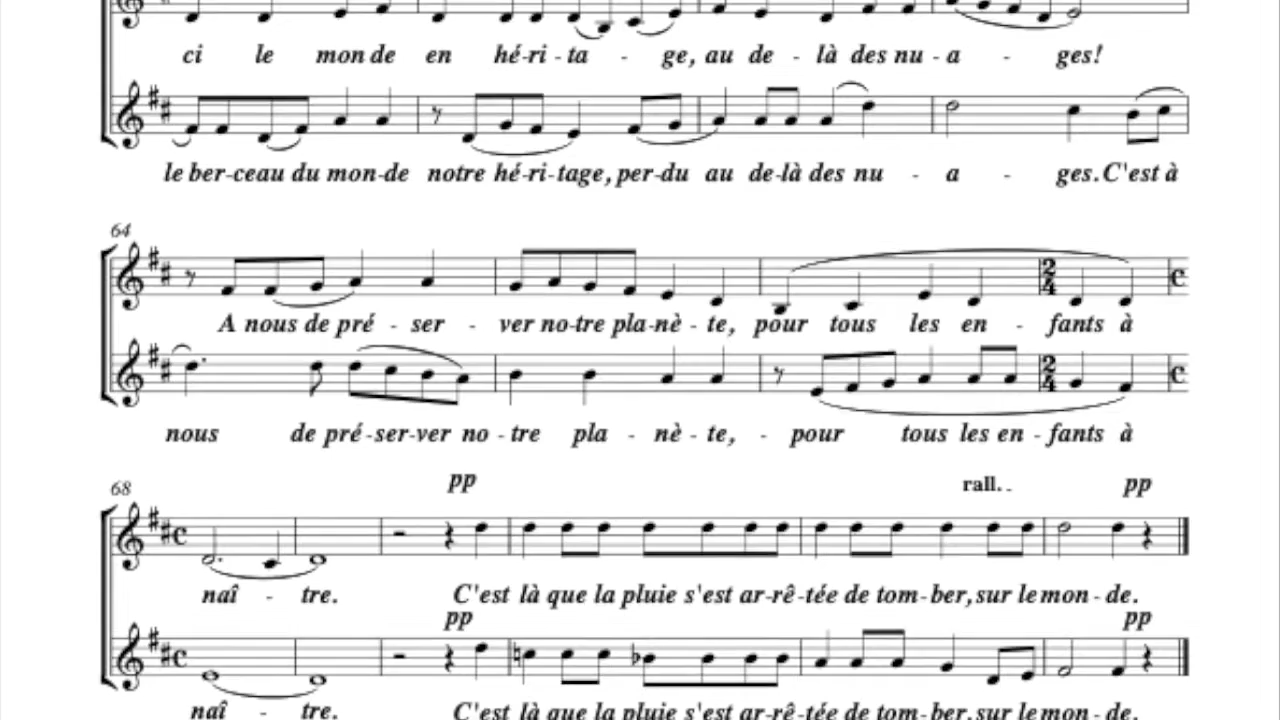 ci le mon de en hé-ri-ta - ge, au de - là des nu - a - ges!
le ber-ceau du mon-de notre hé-ri-tage, per-du au de-là des nu - a - ges. C'est à
64
A nous de pré - ser - ver no-tre pla-nè-te, pour tous les en - fants à
2
4
nous de pré-ser-ver no-tre pla - nè-te, - pour tous les en-fants à
2
4
68
pp rall. pp
naî - tre. C'est là que la pluie s'est ar-rê-tée de tom-ber, sur le mon-de.
pp pp
naî - tre. C'est là que la pluie s'est ar-rê-tée de tom-ber, sur le mon-de.